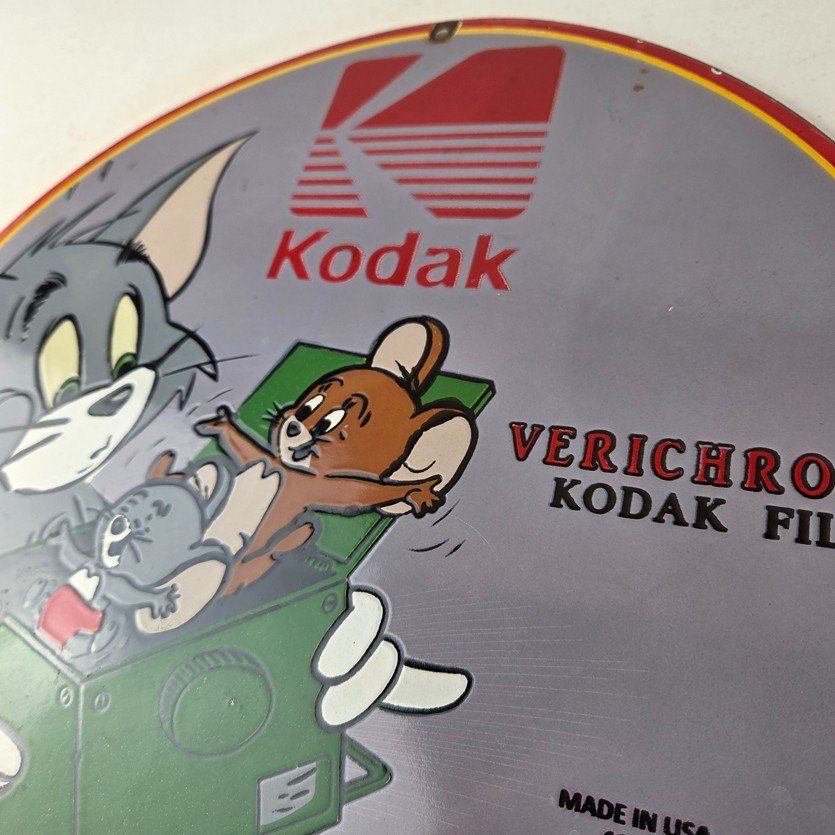 Kodak
VERICHRO
KODAK FIL
MADE IN USA